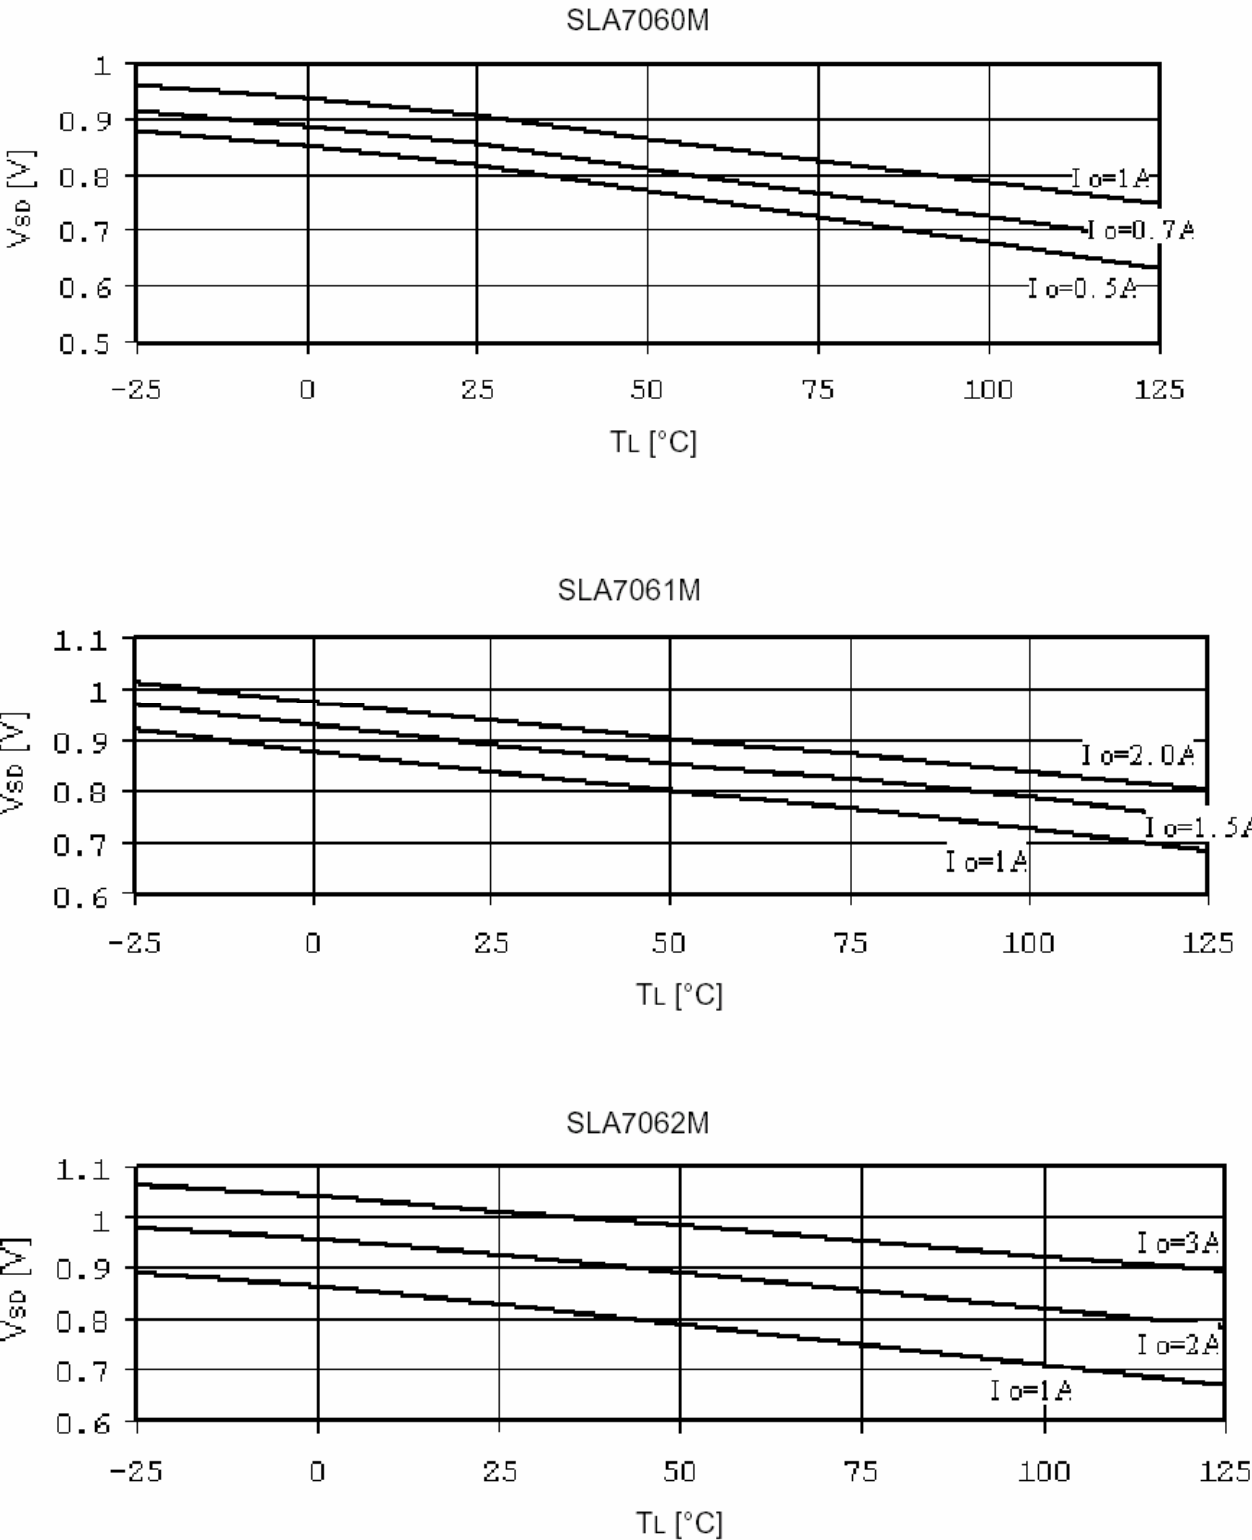 SLA7060M
1
0.9
0.8
0.7
0.6
0.5
VSD [V]
Io=1A
Io=0.7A
Io=0.5A
-25 0 25 50 75 100 125
TL [°C]
SLA7061M
1.1
1
0.9
0.8
0.7
0.6
VSD [V]
Io=2.0A
Io=1.5A
Io=1A
-25 0 25 50 75 100 125
TL [°C]
SLA7062M
1.1
1
0.9
0.8
0.7
0.6
VSD [V]
Io=3A
Io=2A
Io=1A
-25 0 25 50 75 100 125
TL [°C]